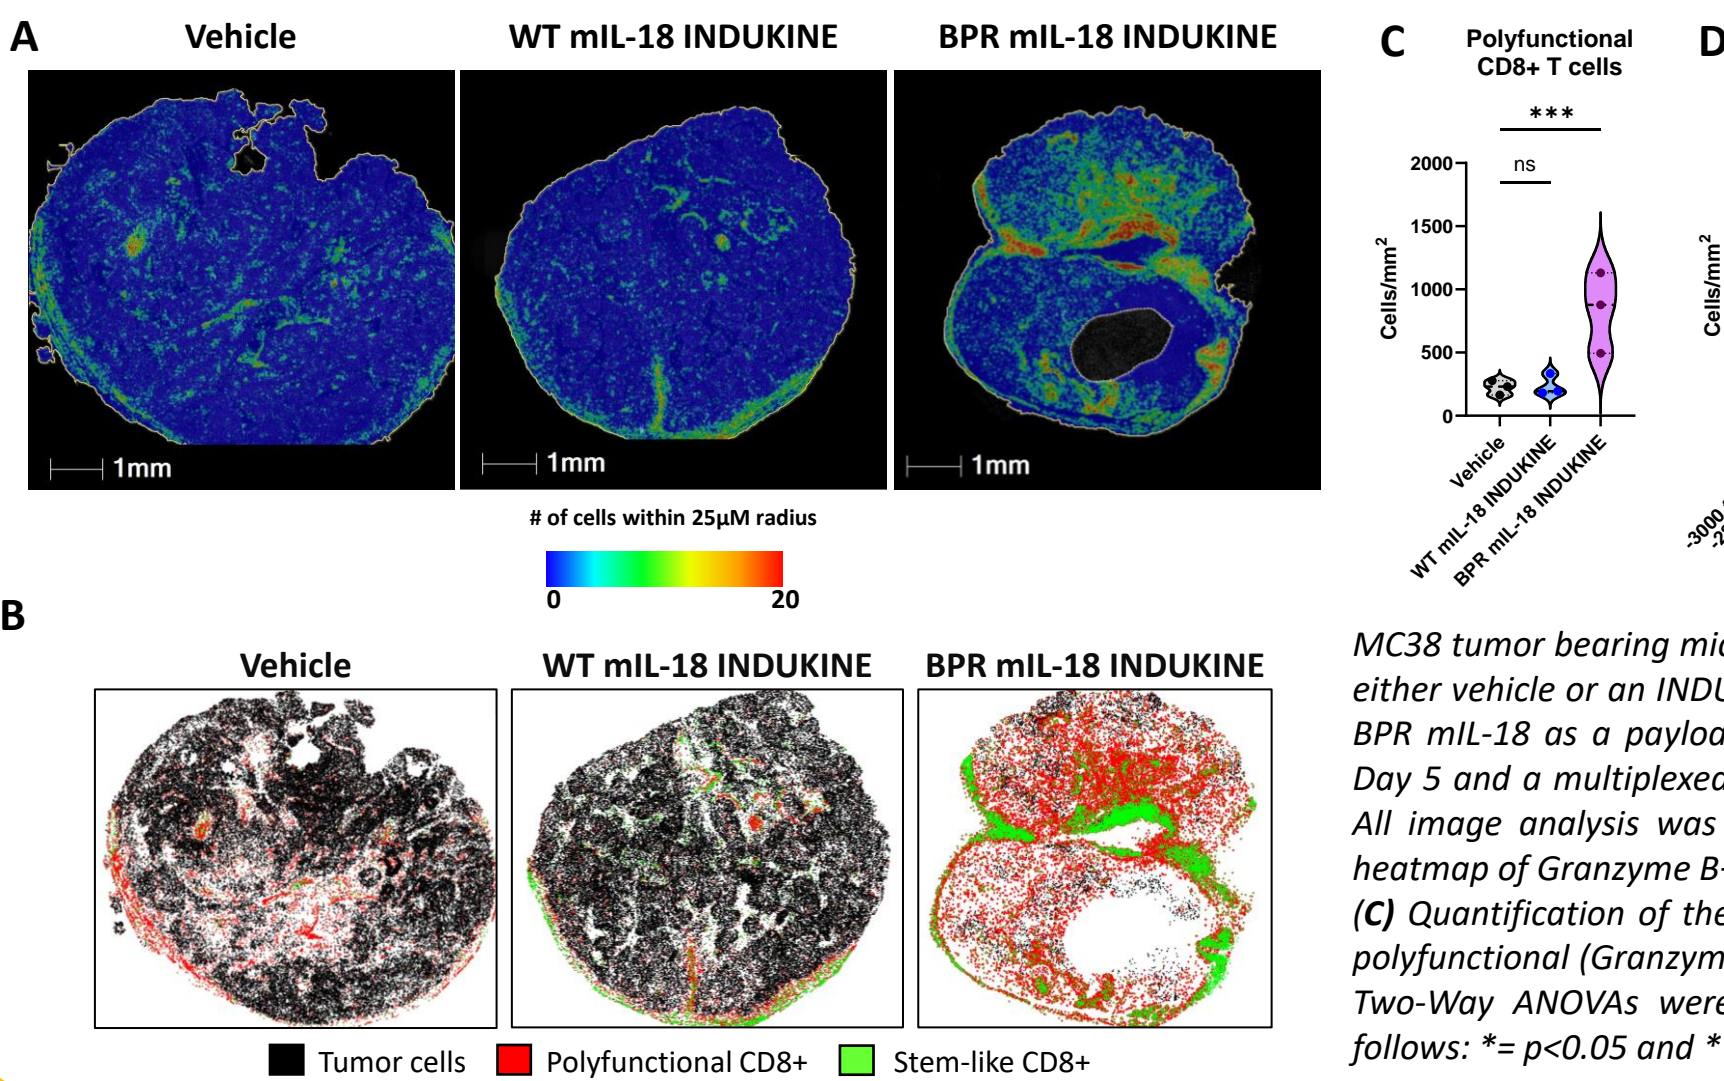 A
Vehicle
WT mIL-18 INDUKINE
BPR mIL-18 INDUKINE
1mm
1mm
1mm
# of cells within 25µM radius
0
20
B
Vehicle
WT mIL-18 INDUKINE
BPR mIL-18 INDUKINE
Tumor cells
Polyfunctional CD8+
Stem-like CD8+
C
Polyfunctional
CD8+ T cells
***
ns
Cells/mm²
2000
1500
1000
500
0
Vehicle
WT mIL-18 INDUKINE
BPR mIL-18 INDUKINE
D
Cells/mm²
-3000
MC38 tumor bearing
either vehicle or an
BPR mIL-18 as a
Day 5 and a multiplexed
All image analysis was
heatmap of Granzyme B
(C) Quantification of the
polyfunctional
Two-Way ANOVAs were
follows: *= p<0.05 and *